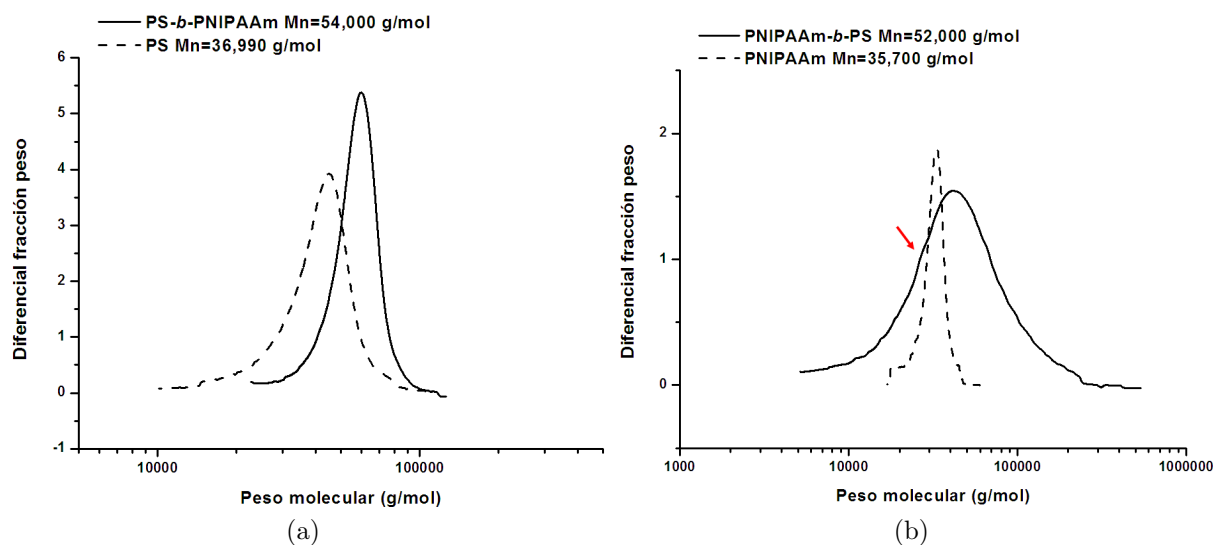 PS-b-PNIPAAm Mn=54,000 g/mol
PS Mn=36,990 g/mol
6
5
4
3
2
1
0
-1
Diferencial fracción peso
10000
100000
Peso molecular (g/mol)
(a)
PNIPAAm-b-PS Mn=52,000 g/mol
PNIPAAm Mn=35,700 g/mol
2
1
0
Diferencial fracción peso
1000
10000
100000
1000000
Peso molecular (g/mol)
(b)